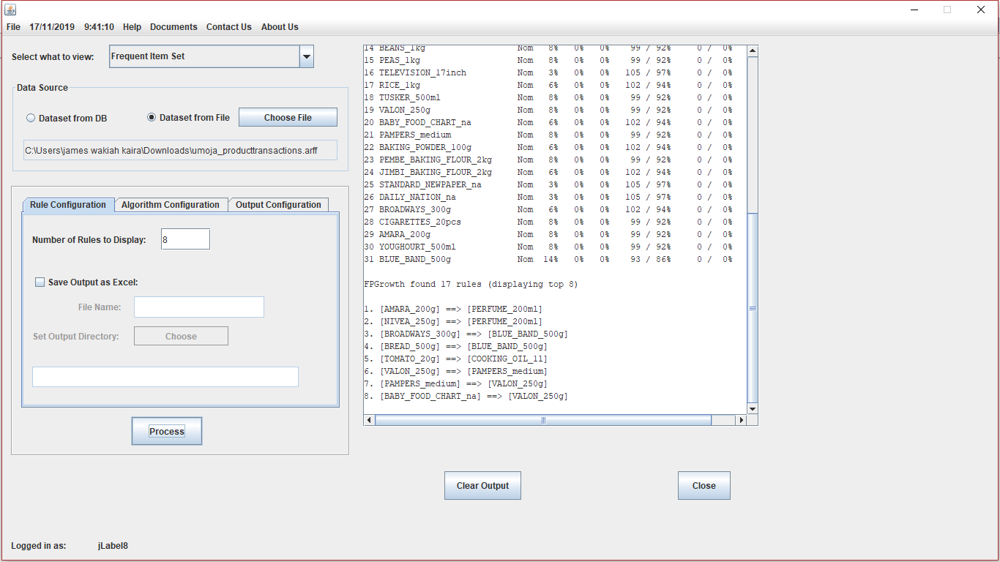 File 17/11/2019 9:41:10 Help Documents Contact Us About Us
Select what to view: Frequent Item Set
Data Source
Dataset from DB Dataset from File Choose File
C:\Users\james wakiah kaira\Downloads\umoja_producttransactions.arff
Rule Configuration Algorithm Configuration Output Configuration
Number of Rules to Display: 8
Save Output as Excel:
File Name:
Set Output Directory: Choose
Process
14 BEANS_1kg Nom 8% 0% 0% 99 / 92% 0 / 0%
15 PEAS_1kg Nom 8% 0% 0% 99 / 92% 0 / 0%
16 TELEVISION_17inch Nom 3% 0% 0% 105 / 97% 0 / 0%
17 RICE_1kg Nom 6% 0% 0% 102 / 94% 0 / 0%
18 TUSKER_500ml Nom 8% 0% 0% 99 / 92% 0 / 0%
19 VALON_250g Nom 8% 0% 0% 99 / 92% 0 / 0%
20 BABY_FOOD_CHART_na Nom 6% 0% 0% 102 / 94% 0 / 0%
21 PAMPERS_medium Nom 8% 0% 0% 99 / 92% 0 / 0%
22 BAKING_POWDER_100g Nom 6% 0% 0% 102 / 94% 0 / 0%
23 PEMBE_BAKING_FLOUR_2kg Nom 8% 0% 0% 99 / 92% 0 / 0%
24 JIMBI_BAKING_FLOUR_2kg Nom 6% 0% 0% 102 / 94% 0 / 0%
25 STANDARD_NEWPAPER_na Nom 3% 0% 0% 105 / 97% 0 / 0%
26 DAILY_NATION_na Nom 3% 0% 0% 105 / 97% 0 / 0%
27 BROADWAYS_300g Nom 6% 0% 0% 102 / 94% 0 / 0%
28 CIGARETTES_20pcs Nom 8% 0% 0% 99 / 92% 0 / 0%
29 AMARA_200g Nom 8% 0% 0% 99 / 92% 0 / 0%
30 YOUGHOURT_500ml Nom 8% 0% 0% 99 / 92% 0 / 0%
31 BLUE_BAND_500g Nom 14% 0% 0% 93 / 86% 0 / 0%
FPGrowth found 17 rules (displaying top 8)
1. [AMARA_200g] ==> [PERFUME_200ml]
2. [NIVEA_250g] ==> [PERFUME_200ml]
3. [BROADWAYS_300g] ==> [BLUE_BAND_500g]
4. [BREAD_500g] ==> [BLUE_BAND_500g]
5. [TOMATO_20g] ==> [COOKING_OIL_1l]
6. [VALON_250g] ==> [PAMPERS_medium]
7. [PAMPERS_medium] ==> [VALON_250g]
8. [BABY_FOOD_CHART_na] ==> [VALON_250g]
Clear Output Close
Logged in as: jLabel8